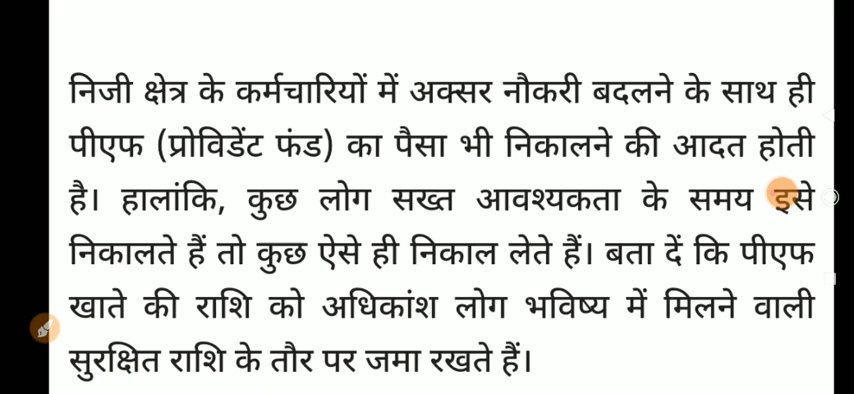 निजी क्षेत्र के कर्मचारियों में अक्सर नौकरी बदलने के साथ ही
पीएफ (प्रोविडेंट फंड) का पैसा भी निकालने की आदत होती
है। हालांकि, कुछ लोग सख्त आवश्यकता के समय इसे
निकालते हैं तो कुछ ऐसे ही निकाल लेते हैं। बता दें कि पीएफ
खाते की राशि को अधिकांश लोग भविष्य में मिलने वाली
सुरक्षित राशि के तौर पर जमा रखते हैं।